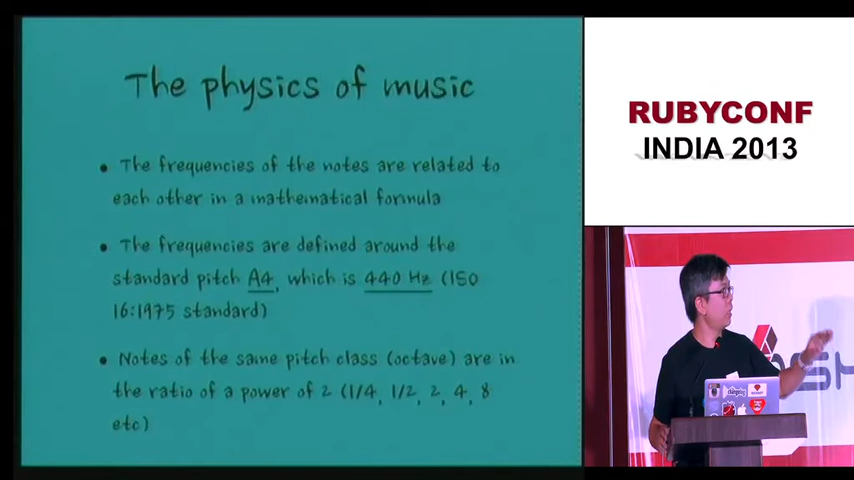 The physics of music
• The frequencies of the notes are related to
each other in a mathematical formula
• The frequencies are defined around the
standard pitch A4, which is 440 Hz (ISO
16:1975 standard)
• Notes of the same pitch class (octave) are in
the ratio of a power of 2 (1/4, 1/2, 2, 4, 8
etc)
RUBYCONF
INDIA 2013